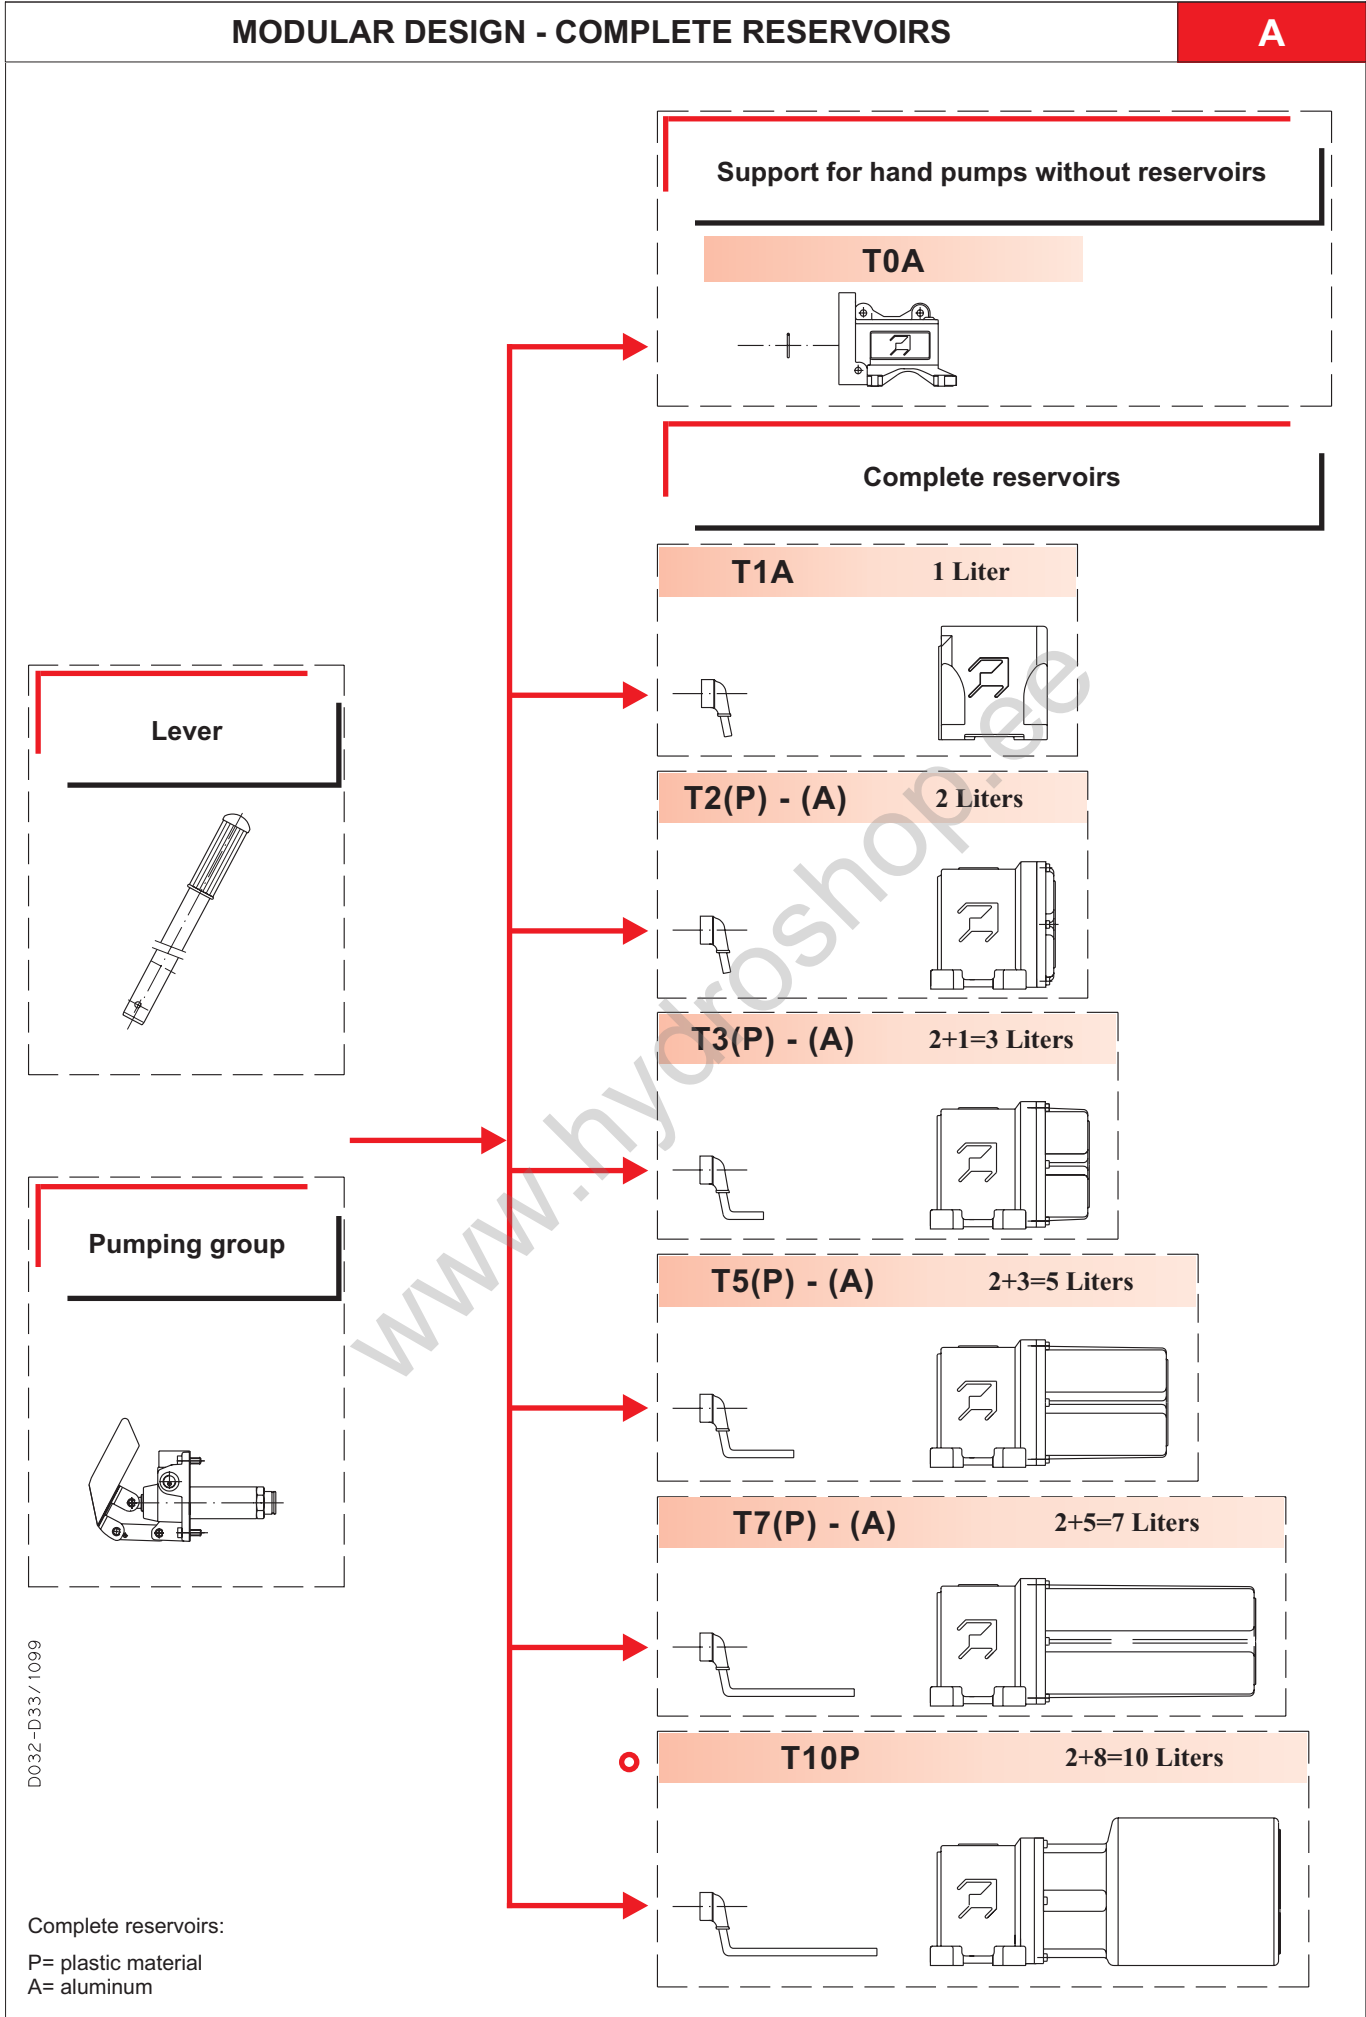 MODULAR DESIGN - COMPLETE RESERVOIRS
A
Support for hand pumps without reservoirs
T0A
Complete reservoirs
T1A 1 Liter
Lever
T2(P) - (A) 2 Liters
T3(P) - (A) 2+1=3 Liters
Pumping group
T5(P) - (A) 2+3=5 Liters
T7(P) - (A) 2+5=7 Liters
T10P 2+8=10 Liters
D032-D33/1099
Complete reservoirs:
P= plastic material
A= aluminum
www.hydroshop.ee